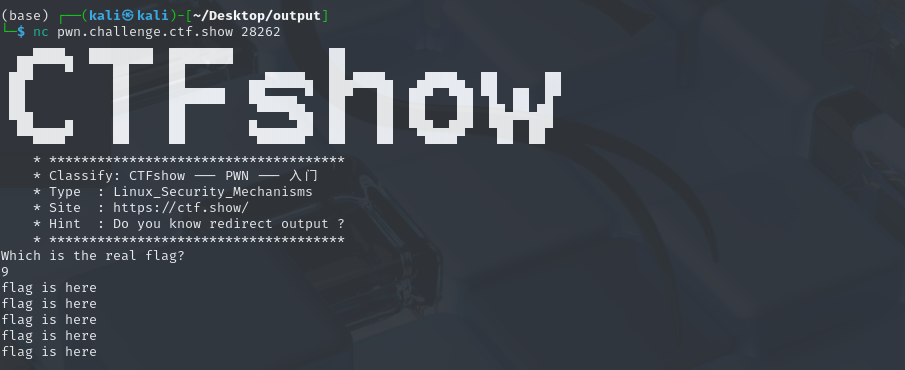 (base) ┌──(kali㉿kali)-[~/Desktop/output]
└─$ nc pwn.challenge.ctf.show 28262
CTFshow
* *************************************
* Classify: CTFshow --- PWN --- 入门
* Type  : Linux_Security_Mechanisms
* Site  : https://ctf.show/
* Hint  : Do you know redirect output ?
* *************************************
Which is the real flag?
9
flag is here
flag is here
flag is here
flag is here
flag is here